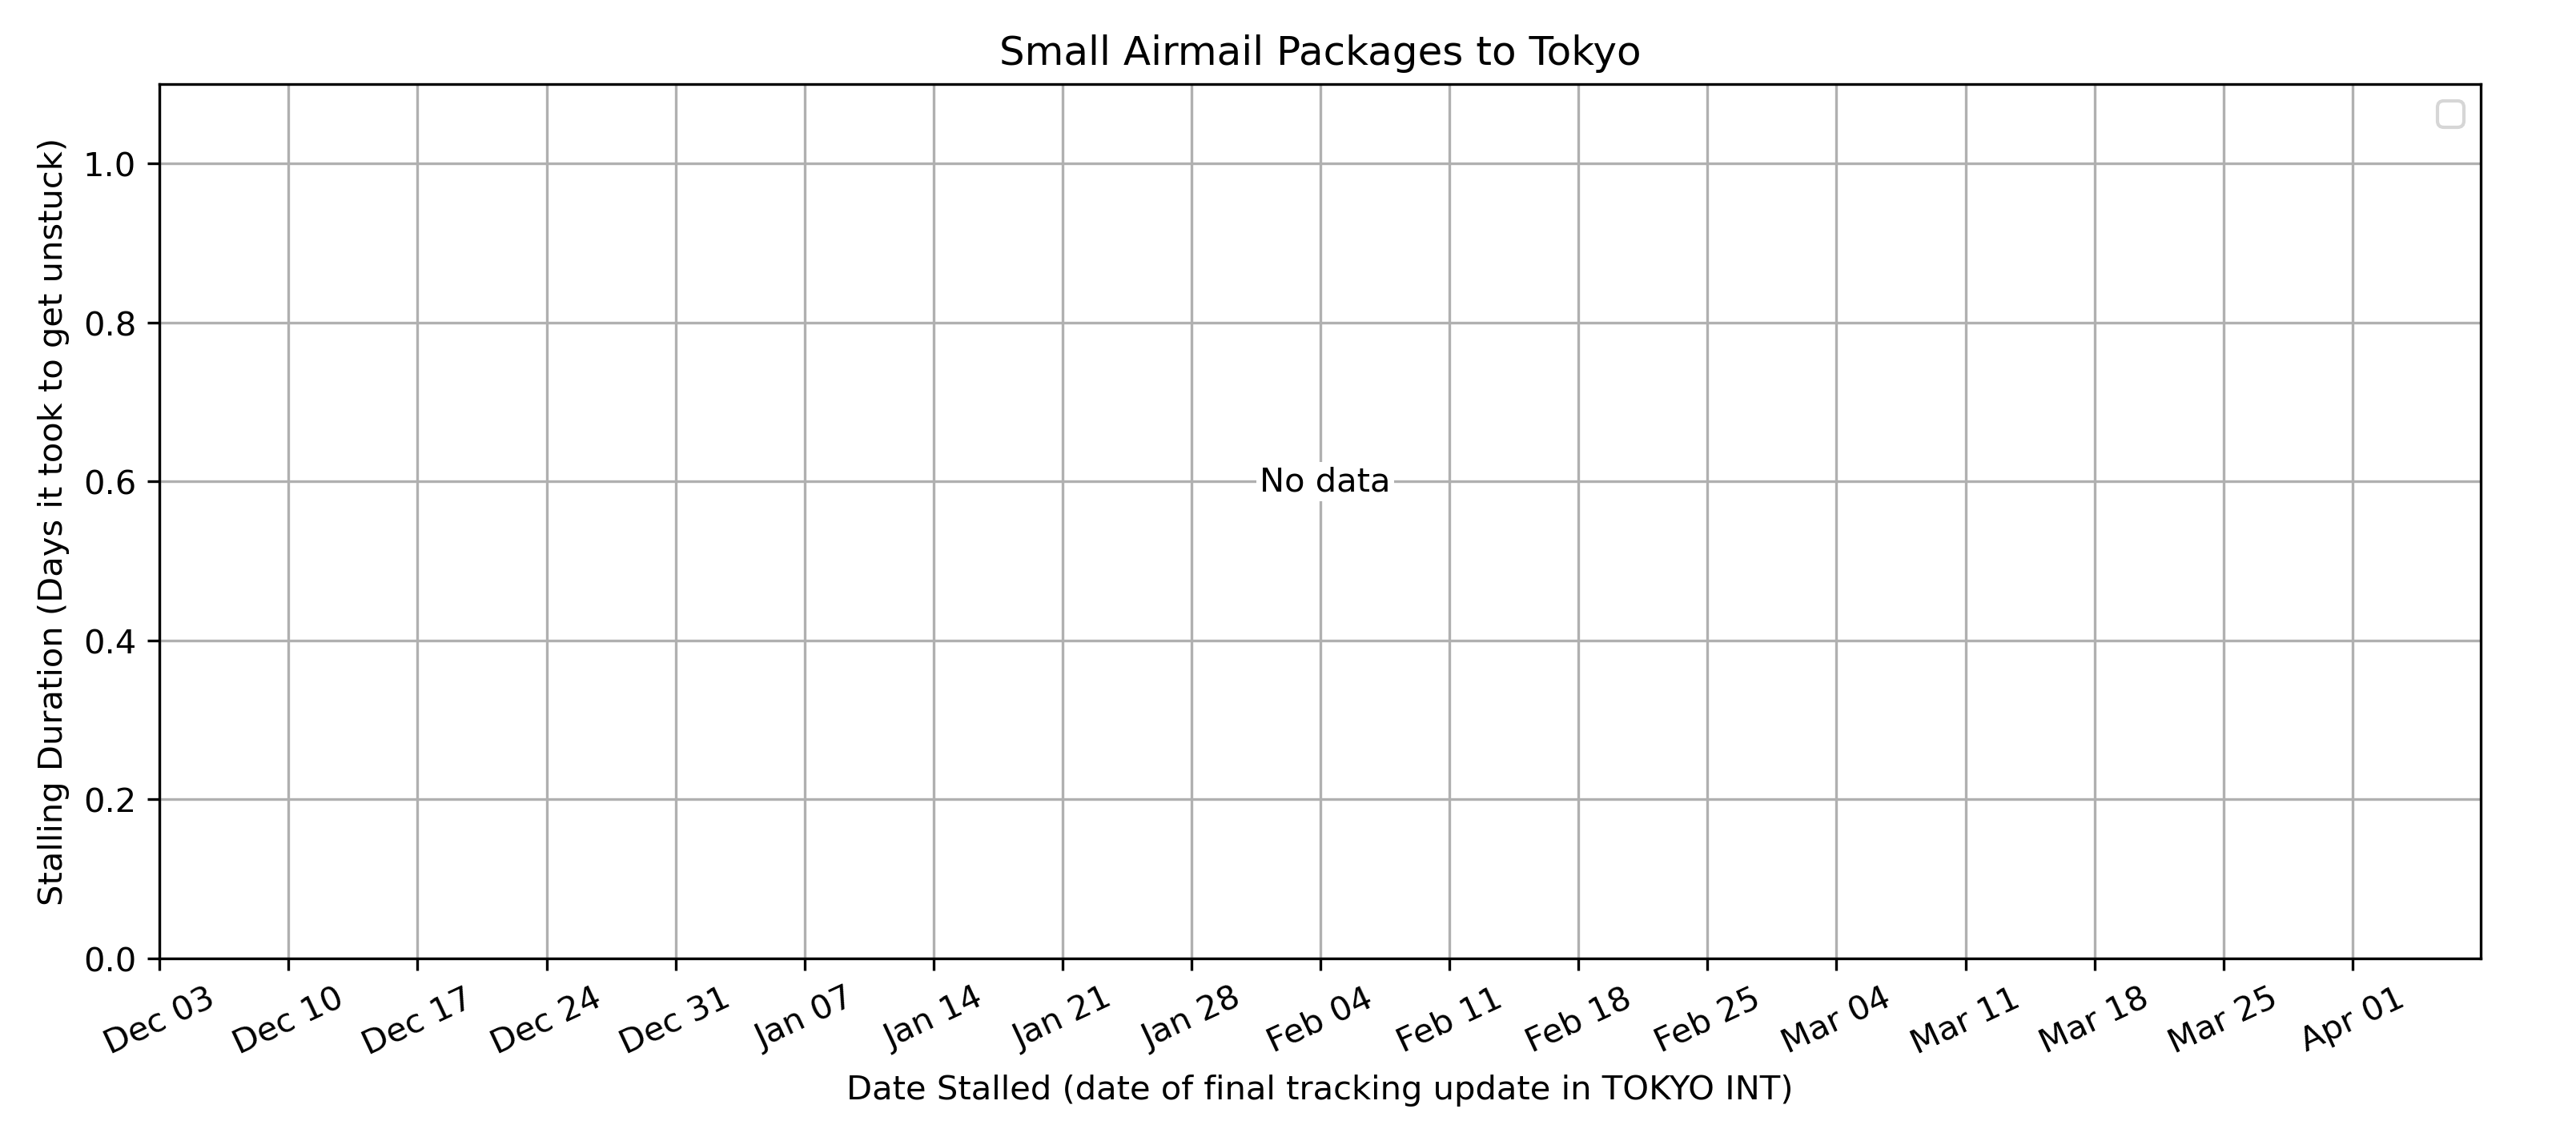 Small Airmail Packages to Tokyo
Stalling Duration (Days it took to get unstuck)
1.0
0.8
0.6
0.4
0.2
0.0
No data
Dec 03
Dec 10
Dec 17
Dec 24
Dec 31
Jan 07
Jan 14
Jan 21
Jan 28
Feb 04
Feb 11
Feb 18
Feb 25
Mar 04
Mar 11
Mar 18
Mar 25
Apr 01
Date Stalled (date of final tracking update in TOKYO INT)